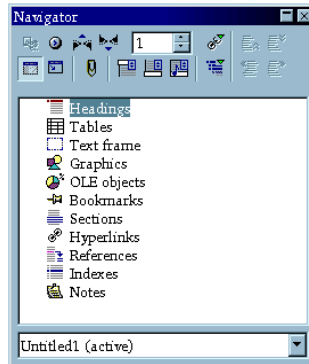 Navigator
1
Headings
Tables
Text frame
Graphics
OLE objects
Bookmarks
Sections
Hyperlinks
References
Indexes
Notes
Untitled1 (active)